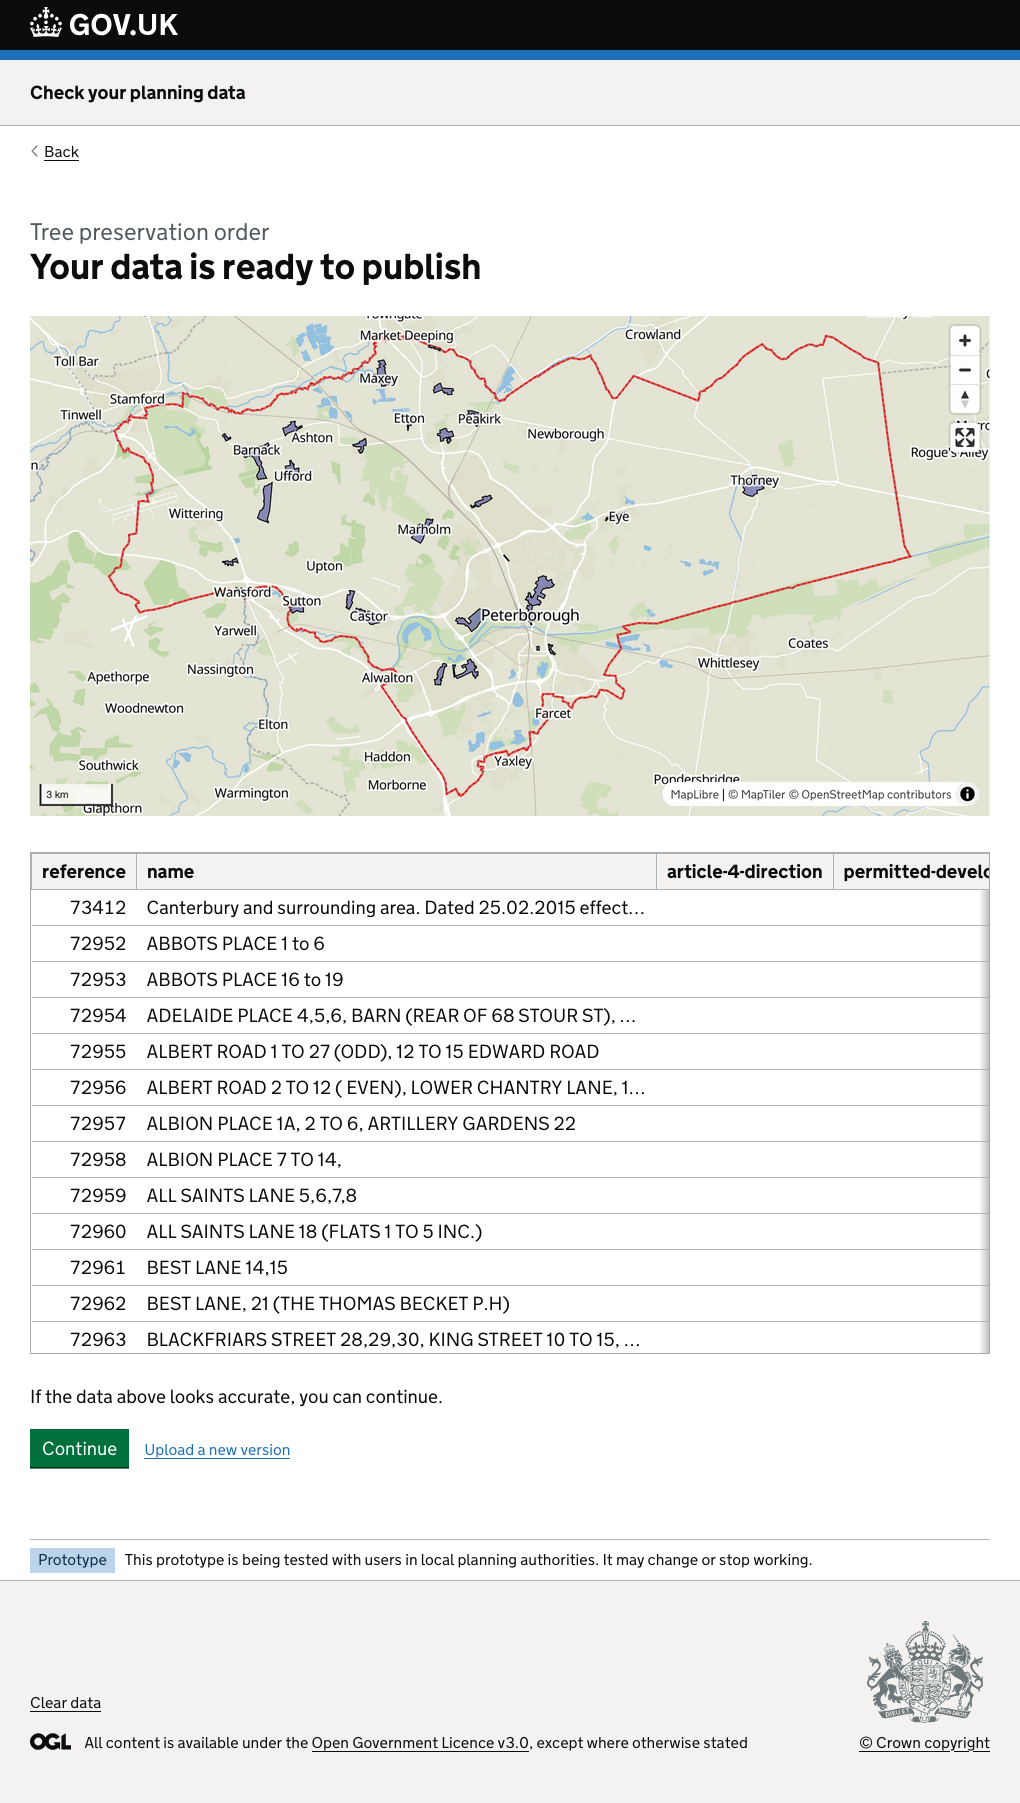 GOV.UK
Check your planning data
Back
Tree preservation order
Your data is ready to publish
Market Deeping
Crowland
Toll Bar
Maxey
Stamford
Tinwell
Etton
Peakirk
Newborough
Ashton
Barnack
Rogue's Alley
Ufford
Thorney
Wittering
Eye
Marholm
Upton
Wansford
Sutton
Castor
Peterborough
Yarwell
Coates
Whittlesey
Nassington
Apethorpe
Alwalton
Woodnewton
Farcet
Elton
Haddon
Yaxley
Southwick
Pondersbridge
Morborne
Warmington
3 km
Glapthorn
MapLibre | © MapTiler © OpenStreetMap contributors
reference name article-4-direction permitted-develo
73412 Canterbury and surrounding area. Dated 25.02.2015 effect…
72952 ABBOTS PLACE 1 to 6
72953 ABBOTS PLACE 16 to 19
72954 ADELAIDE PLACE 4,5,6, BARN (REAR OF 68 STOUR ST), …
72955 ALBERT ROAD 1 TO 27 (ODD), 12 TO 15 EDWARD ROAD
72956 ALBERT ROAD 2 TO 12 ( EVEN), LOWER CHANTRY LANE, 1…
72957 ALBION PLACE 1A, 2 TO 6, ARTILLERY GARDENS 22
72958 ALBION PLACE 7 TO 14,
72959 ALL SAINTS LANE 5,6,7,8
72960 ALL SAINTS LANE 18 (FLATS 1 TO 5 INC.)
72961 BEST LANE 14,15
72962 BEST LANE, 21 (THE THOMAS BECKET P.H)
72963 BLACKFRIARS STREET 28,29,30, KING STREET 10 TO 15, …
If the data above looks accurate, you can continue.
Continue Upload a new version
Prototype This prototype is being tested with users in local planning authorities. It may change or stop working.
Clear data
OGL All content is available under the Open Government Licence v3.0, except where otherwise stated
© Crown copyright